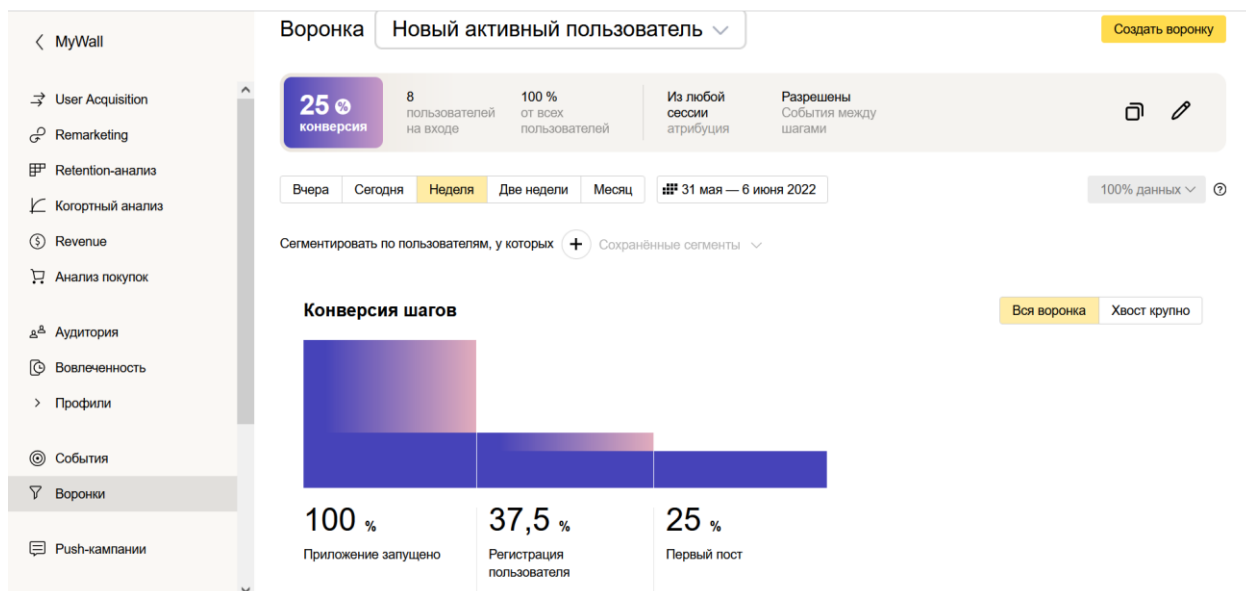 MyWall
User Acquisition
Remarketing
Retention-анализ
Когортный анализ
Revenue
Анализ покупок
Аудитория
Вовлеченность
Профили
События
Воронки
Push-кампании
Воронка
Новый активный пользователь
Создать воронку
25 %
конверсия
8
пользователей
на входе
100 %
от всех
пользователей
Из любой
сессии
атрибуция
Разрешены
События между
шагами
Вчера
Сегодня
Неделя
Две недели
Месяц
31 мая — 6 июня 2022
100% данных
?
Сегментировать по пользователям, у которых
+
Сохранённые сегменты
Конверсия шагов
Вся воронка
Хвост крупно
100 %
Приложение запущено
37,5 %
Регистрация
пользователя
25 %
Первый пост